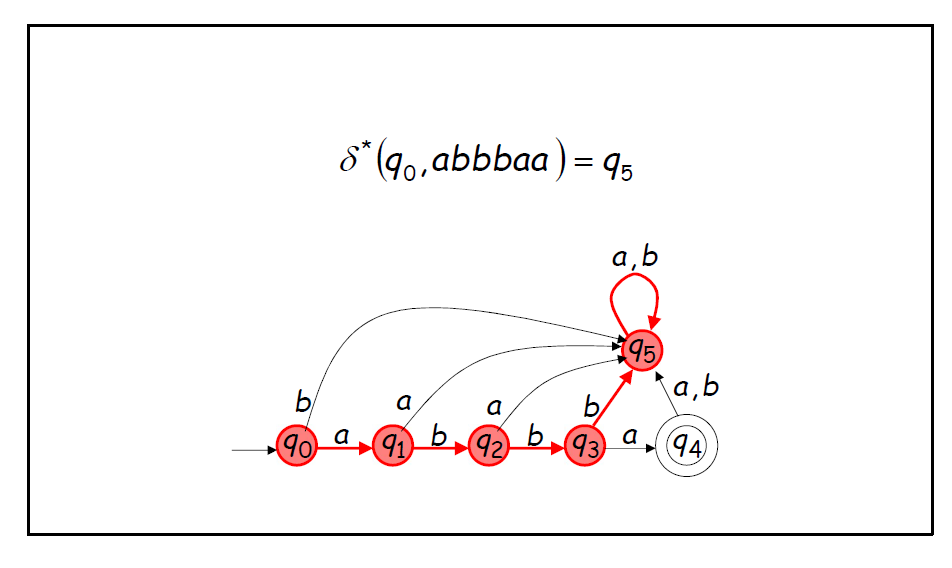 δ*(q0,abbbaa)=q5
a,b
q5
b a a b a,b
q0 a q1 b q2 b q3 a q4